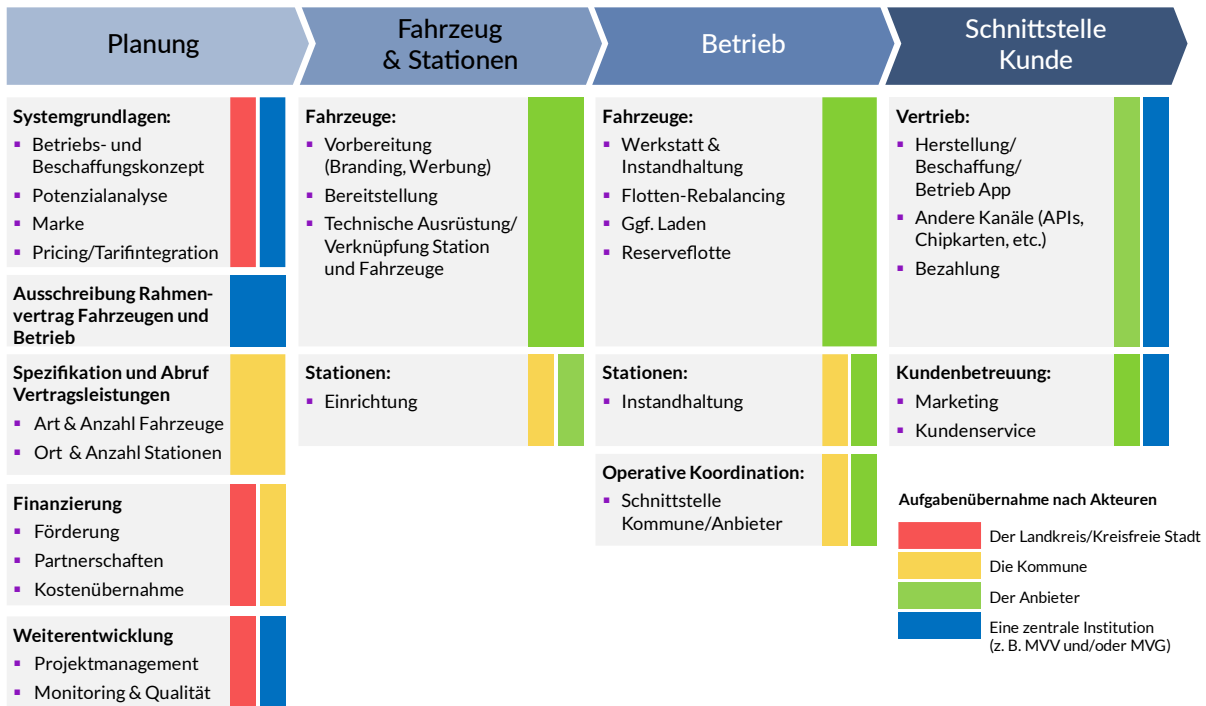 Planung
Fahrzeug
& Stationen
Betrieb
Schnittstelle
Kunde
Systemgrundlagen:
▪ Betriebs- und
Beschaffungskonzept
▪ Potenzialanalyse
▪ Marke
▪ Pricing/Tarifintegration
Ausschreibung Rahmen-
vertrag Fahrzeugen und
Betrieb
Spezifikation und Abruf
Vertragsleistungen
▪ Art & Anzahl Fahrzeuge
▪ Ort & Anzahl Stationen
Finanzierung
▪ Förderung
▪ Partnerschaften
▪ Kostenübernahme
Weiterentwicklung
▪ Projektmanagement
▪ Monitoring & Qualität
Fahrzeuge:
▪ Vorbereitung
(Branding, Werbung)
▪ Bereitstellung
▪ Technische Ausrüstung/
Verknüpfung Station
und Fahrzeuge
Stationen:
▪ Einrichtung
Fahrzeuge:
▪ Werkstatt &
Instandhaltung
▪ Flotten-Rebalancing
▪ Ggf. Laden
▪ Reserveflotte
Stationen:
▪ Instandhaltung
Operative Koordination:
▪ Schnittstelle
Kommune/Anbieter
Vertrieb:
▪ Herstellung/
Beschaffung/
Betrieb App
▪ Andere Kanäle (APIs,
Chipkarten, etc.)
▪ Bezahlung
Kundenbetreuung:
▪ Marketing
▪ Kundenservice
Aufgabenübernahme nach Akteuren
Der Landkreis/Kreisfreie Stadt
Die Kommune
Der Anbieter
Eine zentrale Institution
(z. B. MVV und/oder MVG)